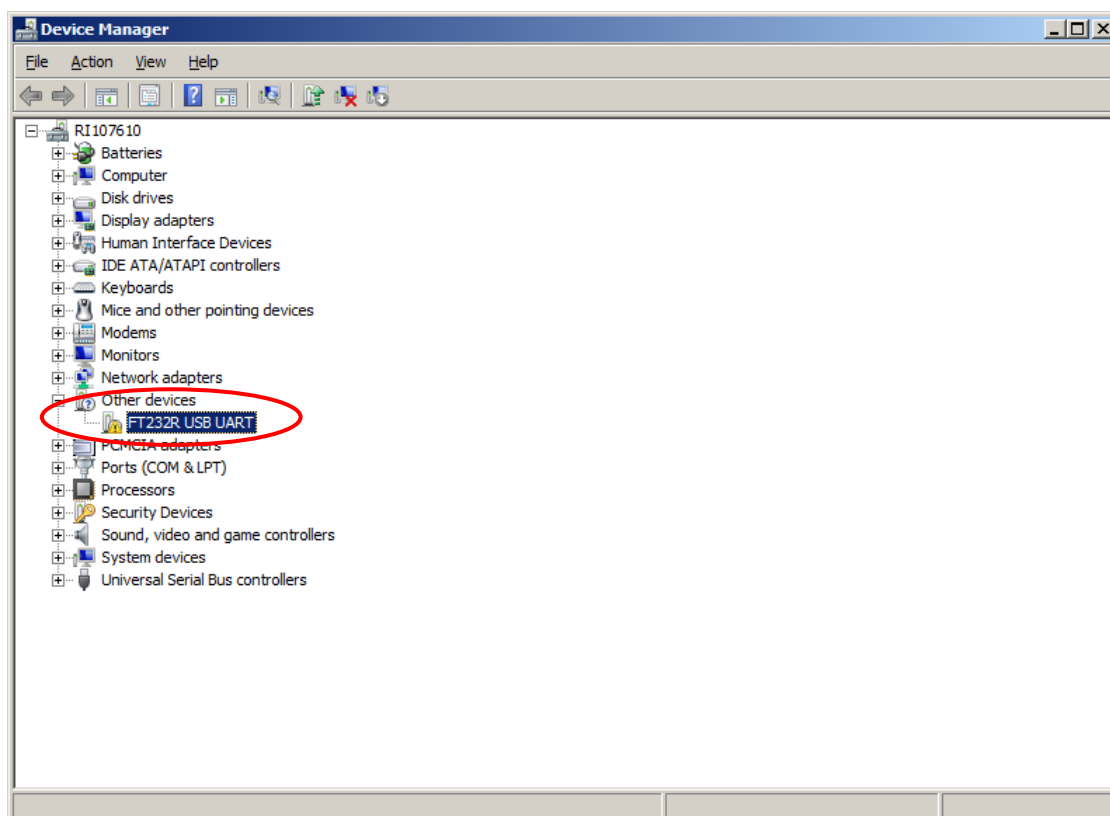 Device Manager
File Action View Help
RI107610
Batteries
Computer
Disk drives
Display adapters
Human Interface Devices
IDE ATA/ATAPI controllers
Keyboards
Mice and other pointing devices
Modems
Monitors
Network adapters
Other devices
FT232R USB UART
PCMCIA adapters
Ports (COM & LPT)
Processors
Security Devices
Sound, video and game controllers
System devices
Universal Serial Bus controllers